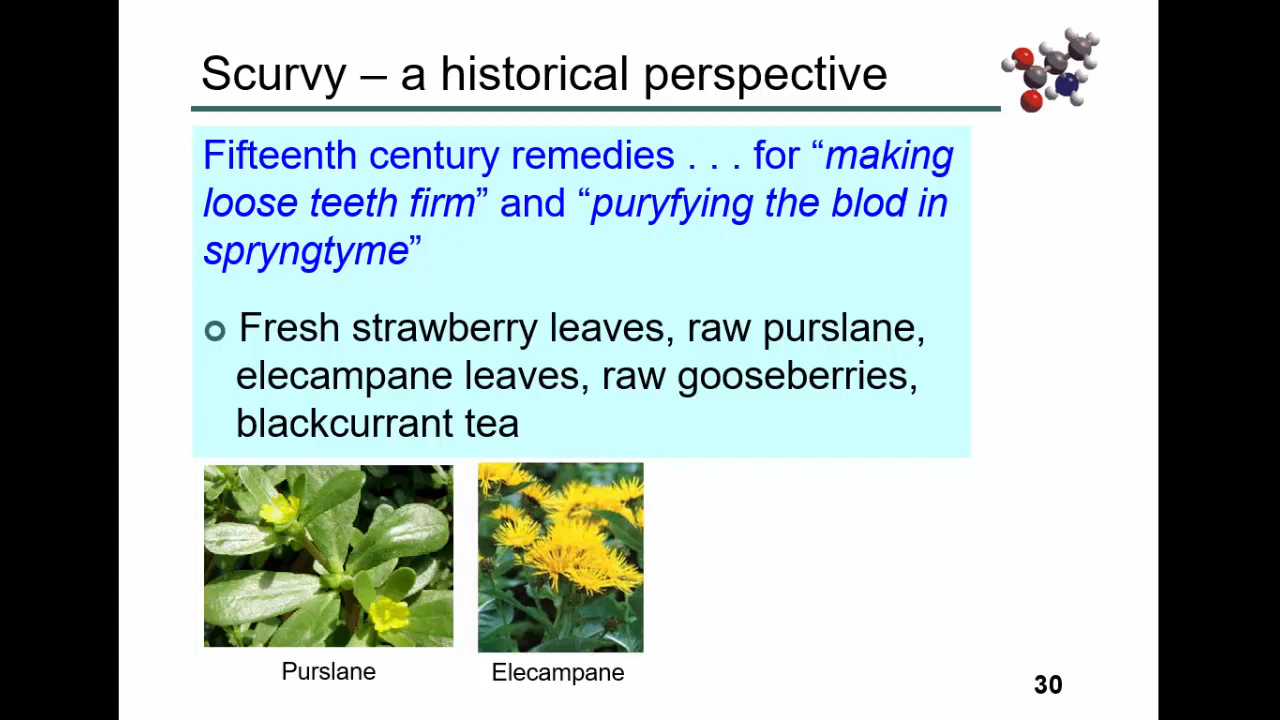 Scurvy – a historical perspective
Fifteenth century remedies . . . for “making
loose teeth firm” and “puryfying the blod in
spryngtyme”
Fresh strawberry leaves, raw purslane,
elecampane leaves, raw gooseberries,
blackcurrant tea
Purslane
Elecampane
30